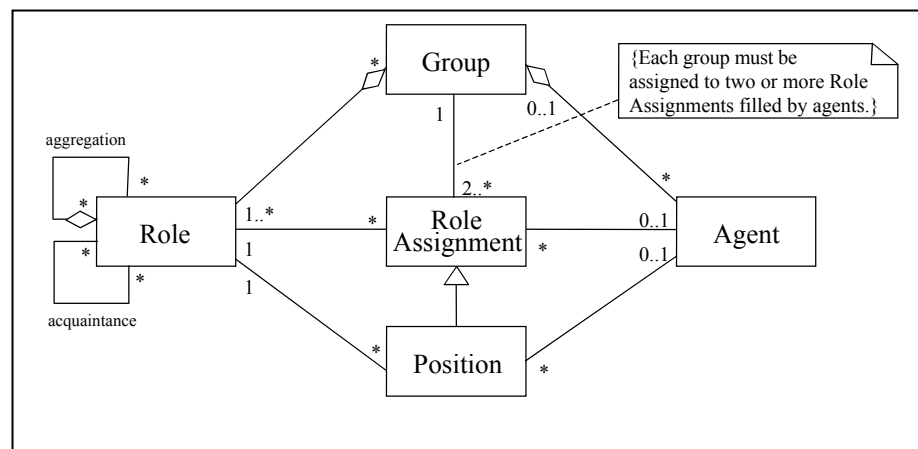 *
Group
{Each group must be
assigned to two or more Role
Assignments filled by agents.}
1
0..1
aggregation
*
2..*
*
*
Role
1..*
*
Role
Assignment
0..1
Agent
*
1
*
0..1
*
1
acquaintance
*
Position
*